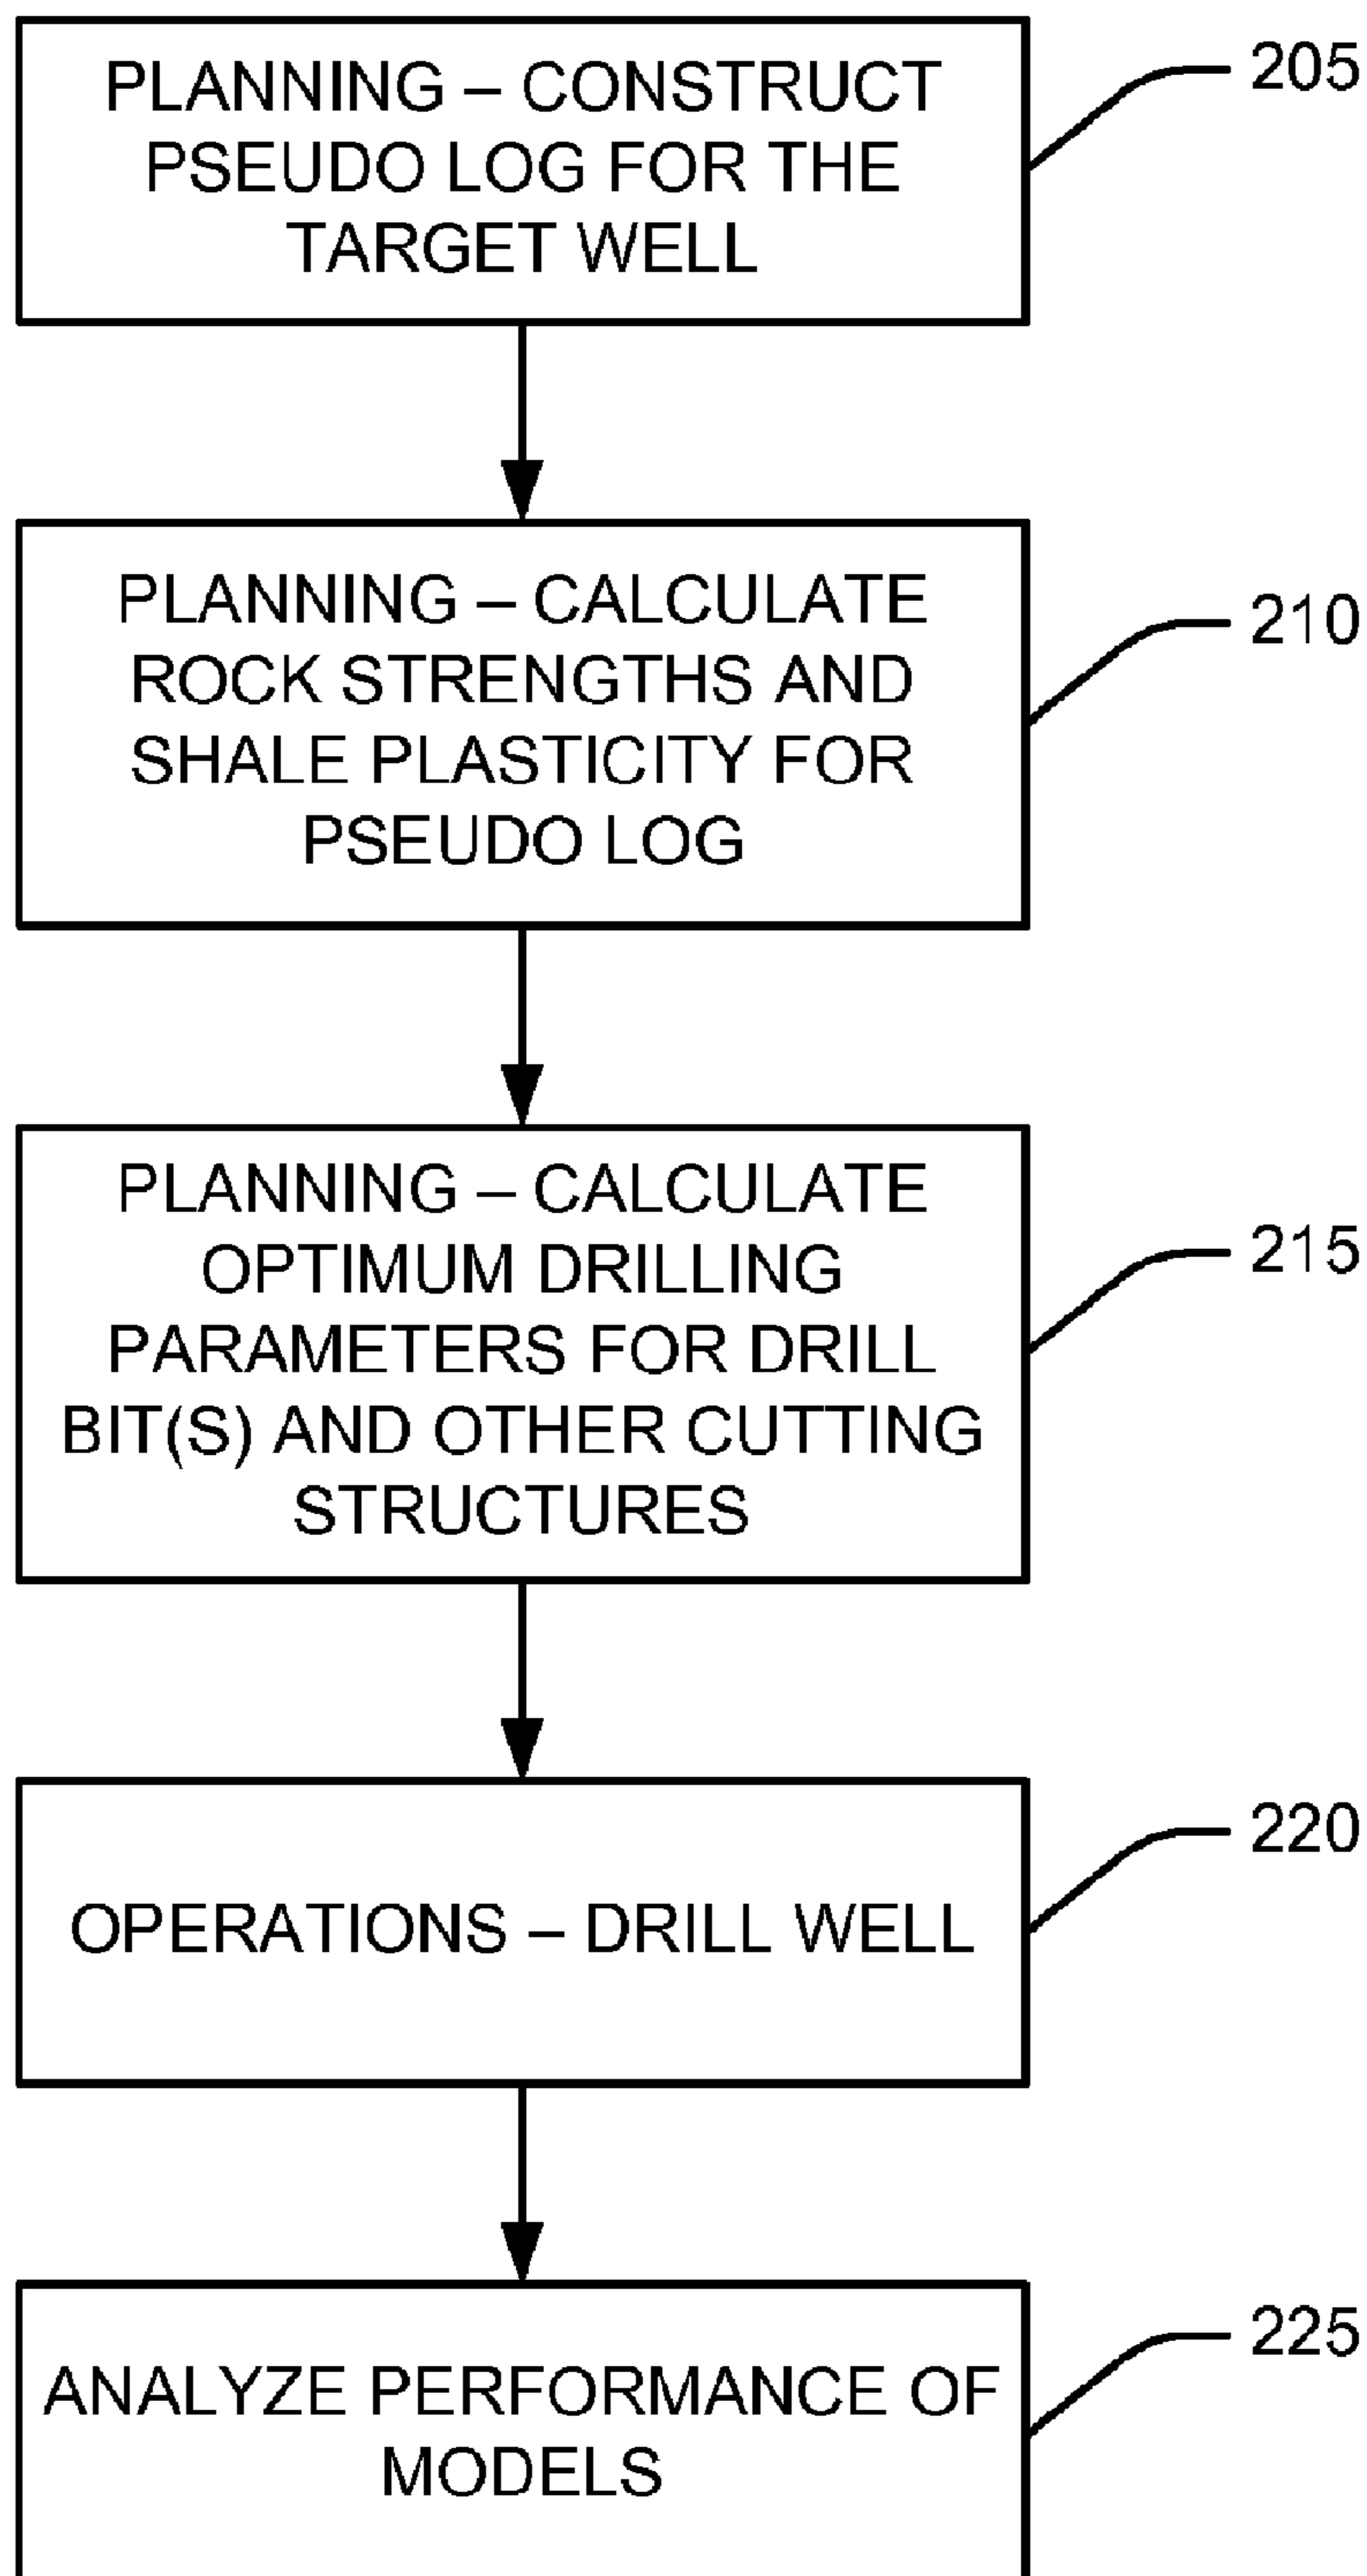 PLANNING – CONSTRUCT
PSEUDO LOG FOR THE
TARGET WELL
205
PLANNING – CALCULATE
ROCK STRENGTHS AND
SHALE PLASTICITY FOR
PSEUDO LOG
210
PLANNING – CALCULATE
OPTIMUM DRILLING
PARAMETERS FOR DRILL
BIT(S) AND OTHER CUTTING
STRUCTURES
215
OPERATIONS – DRILL WELL
220
ANALYZE PERFORMANCE OF
MODELS
225